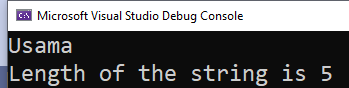 Microsoft Visual Studio Debug Console
Usama
Length of the string is 5